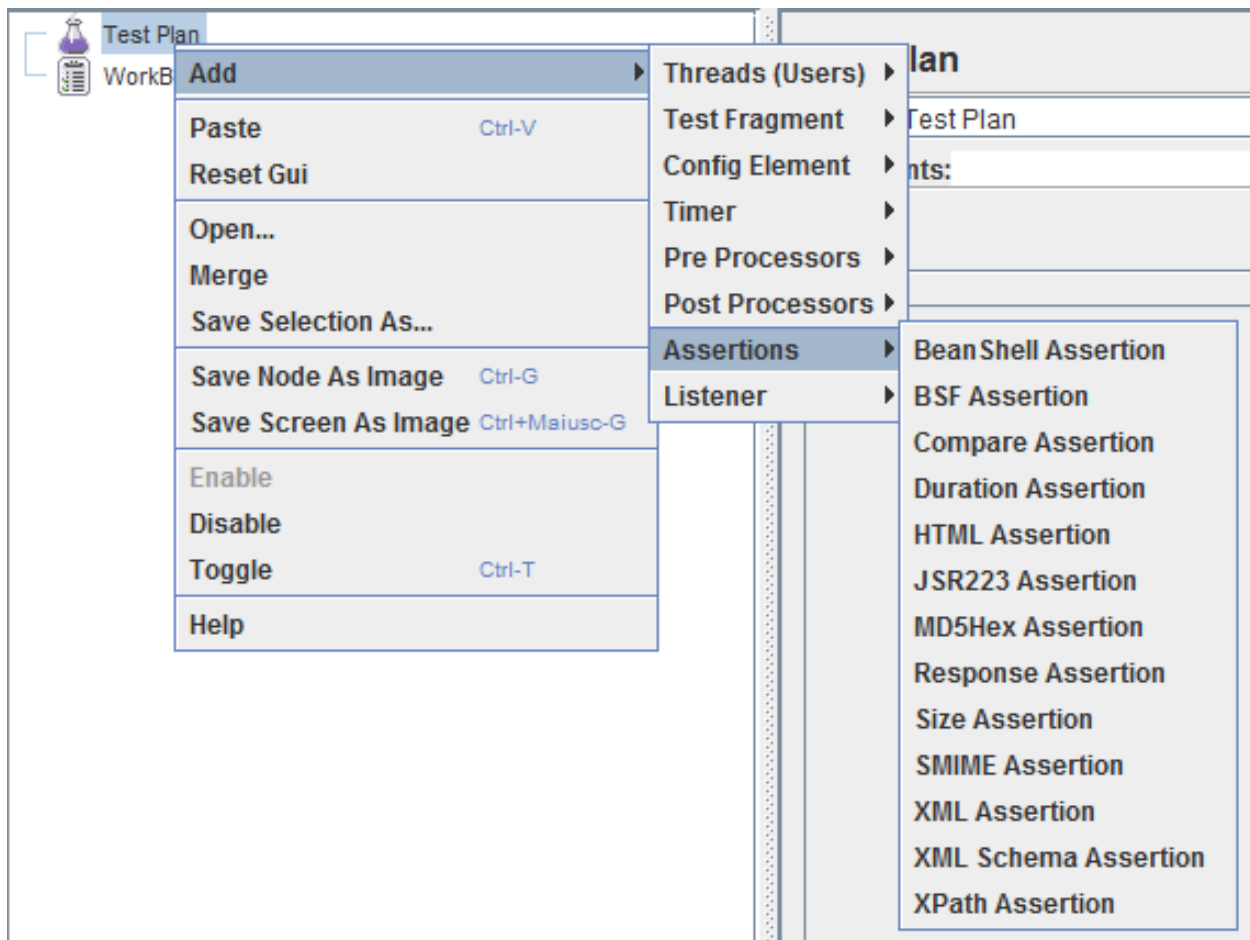 Test Plan
WorkB
Add
Paste Ctrl-V
Reset Gui
Open...
Merge
Save Selection As...
Save Node As Image Ctrl-G
Save Screen As Image Ctrl+Maiusc-G
Enable
Disable
Toggle Ctrl-T
Help
Threads (Users)
Test Fragment
Config Element
Timer
Pre Processors
Post Processors
Assertions
Listener
BeanShell Assertion
BSF Assertion
Compare Assertion
Duration Assertion
HTML Assertion
JSR223 Assertion
MD5Hex Assertion
Response Assertion
Size Assertion
SMIME Assertion
XML Assertion
XML Schema Assertion
XPath Assertion
lan
Test Plan
nts: